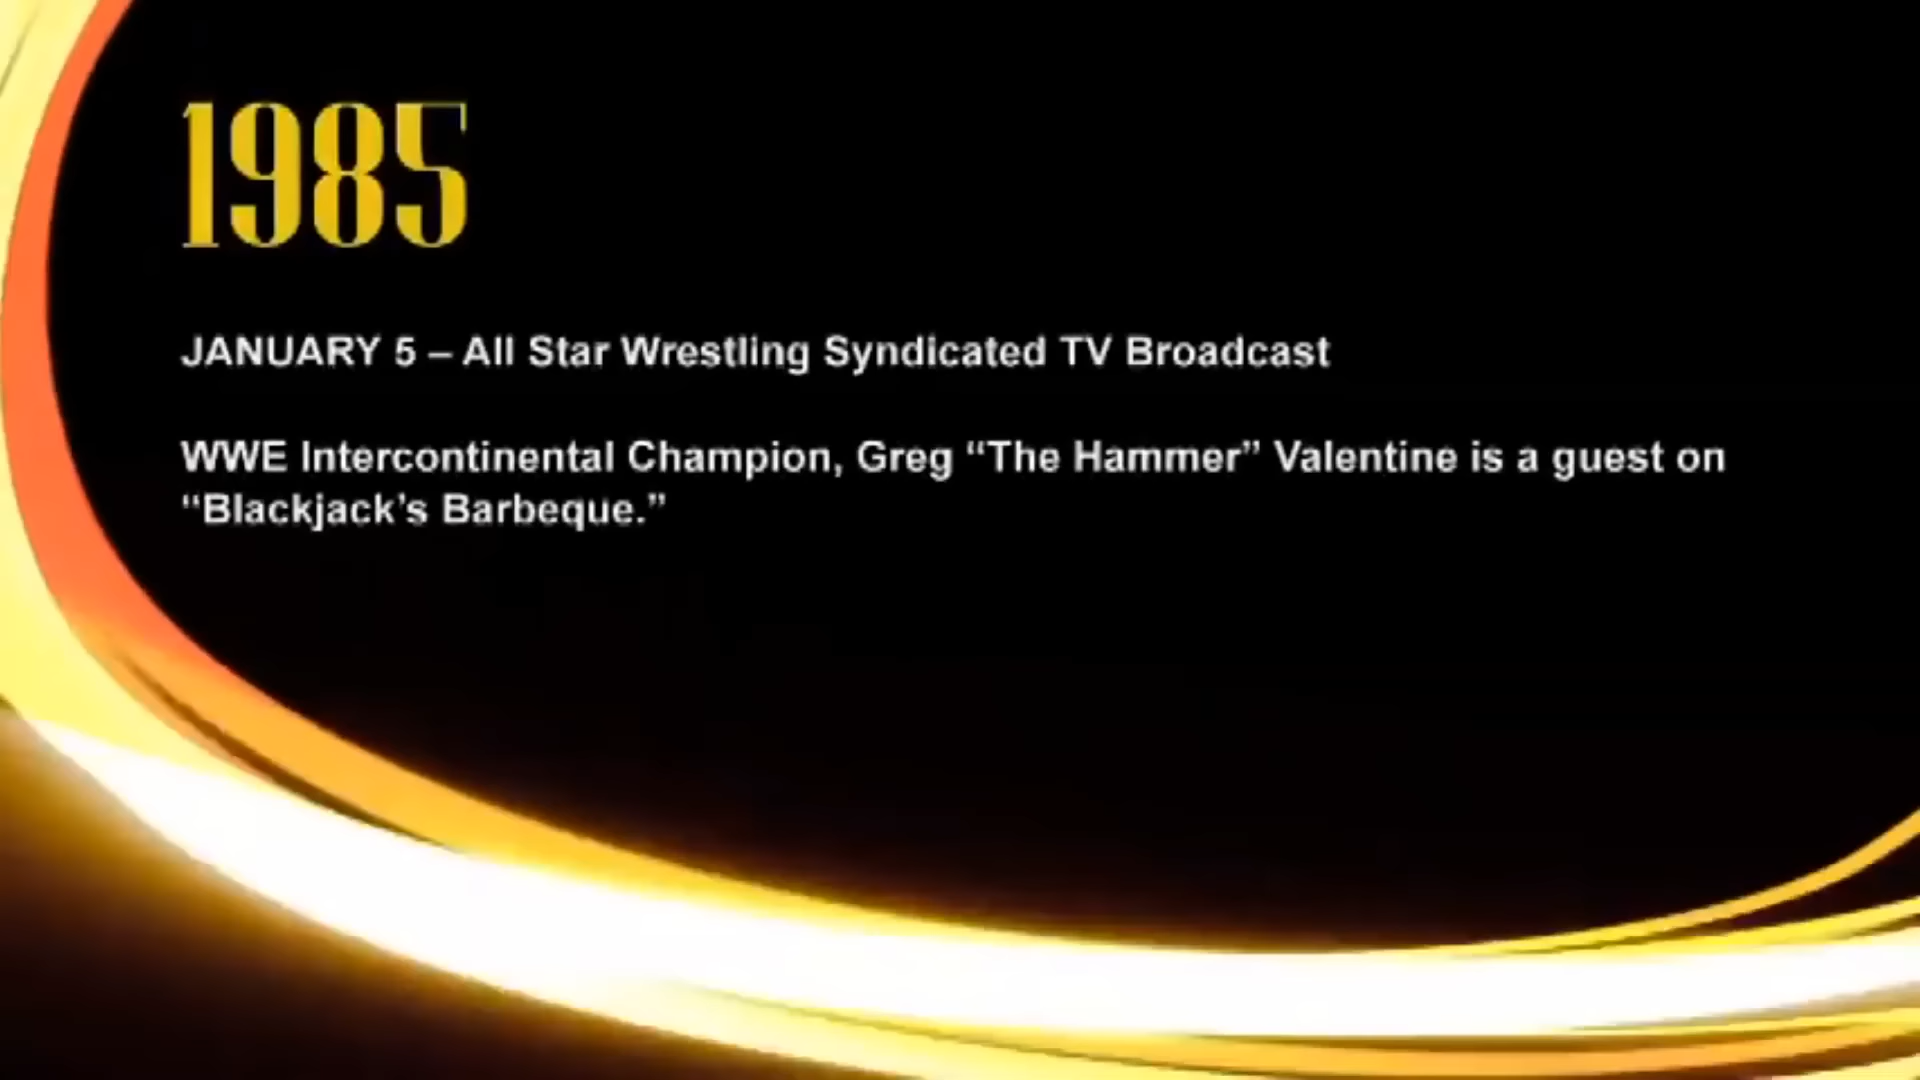 1985
JANUARY 5 – All Star Wrestling Syndicated TV Broadcast
WWE Intercontinental Champion, Greg “The Hammer” Valentine is a guest on
“Blackjack’s Barbeque.”